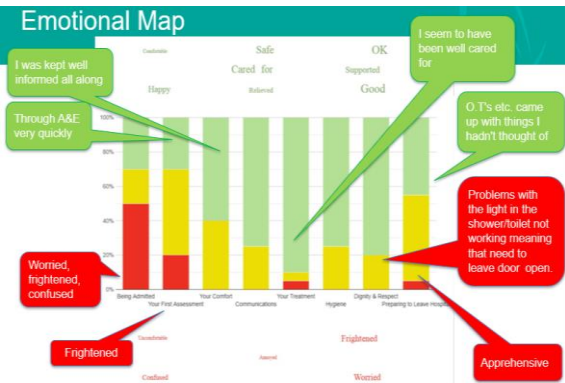 Emotional Map
Comfortable
Safe
OK
Cared for
Supported
Happy
Relieved
Good
I was kept well
informed all along
Through A&E
very quickly
I seem to have
been well cared
for
O.T's etc. came
up with things I
hadn't thought of
Problems with
the light in the
shower/toilet not
working meaning
that need to
leave door open.
Worried,
frightened,
confused
100%
80%
60%
40%
20%
0%
Being Admitted
Your Comfort
Your Treatment
Dignity & Respect
Your First Assessment
Communications
Hygiene
Preparing to Leave Hospi
Frightened
Uncomfortable
Frightened
Annoyed
Confused
Worried
Apprehensive